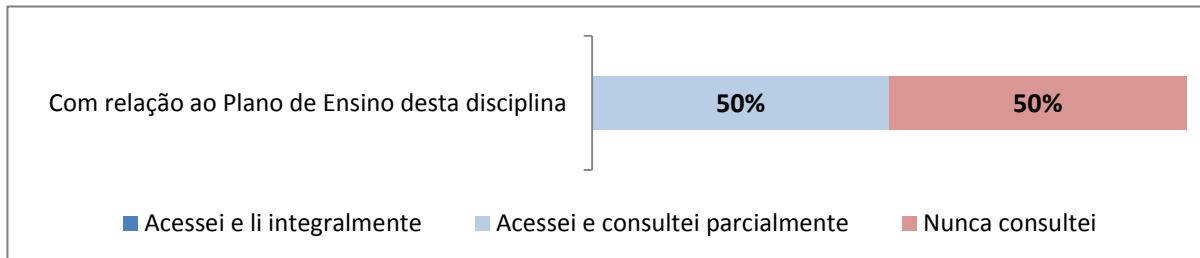 Com relação ao Plano de Ensino desta disciplina
50%
50%
Acessei e li integralmente
Acessei e consultei parcialmente
Nunca consultei